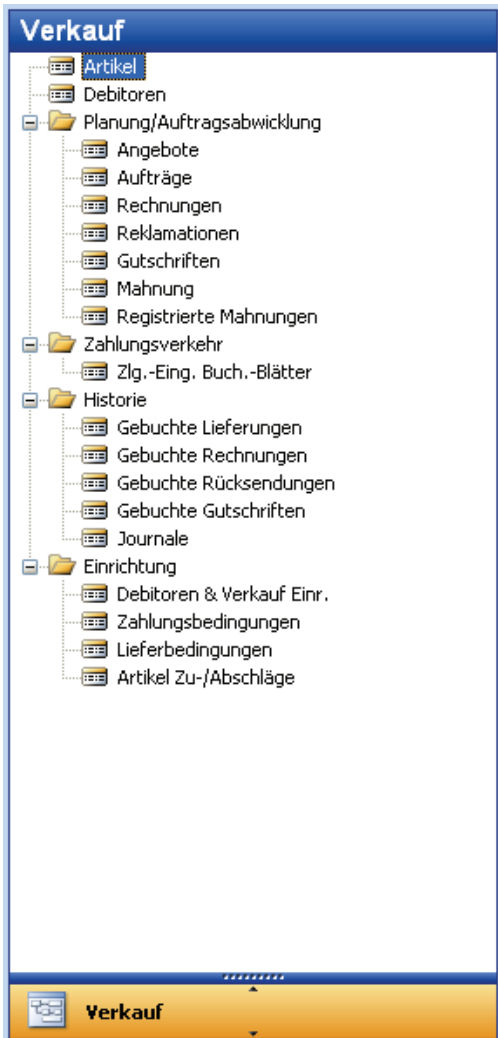 Verkauf
Artikel
Debitoren
Planung/Auftragsabwicklung
Angebote
Aufträge
Rechnungen
Reklamationen
Gutschriften
Mahnung
Registrierte Mahnungen
Zahlungsverkehr
Zlg.-Eing. Buch.-Blätter
Historie
Gebuchte Lieferungen
Gebuchte Rechnungen
Gebuchte Rücksendungen
Gebuchte Gutschriften
Journale
Einrichtung
Debitoren & Verkauf Einr.
Zahlungsbedingungen
Lieferbedingungen
Artikel Zu-/Abschläge
Verkauf